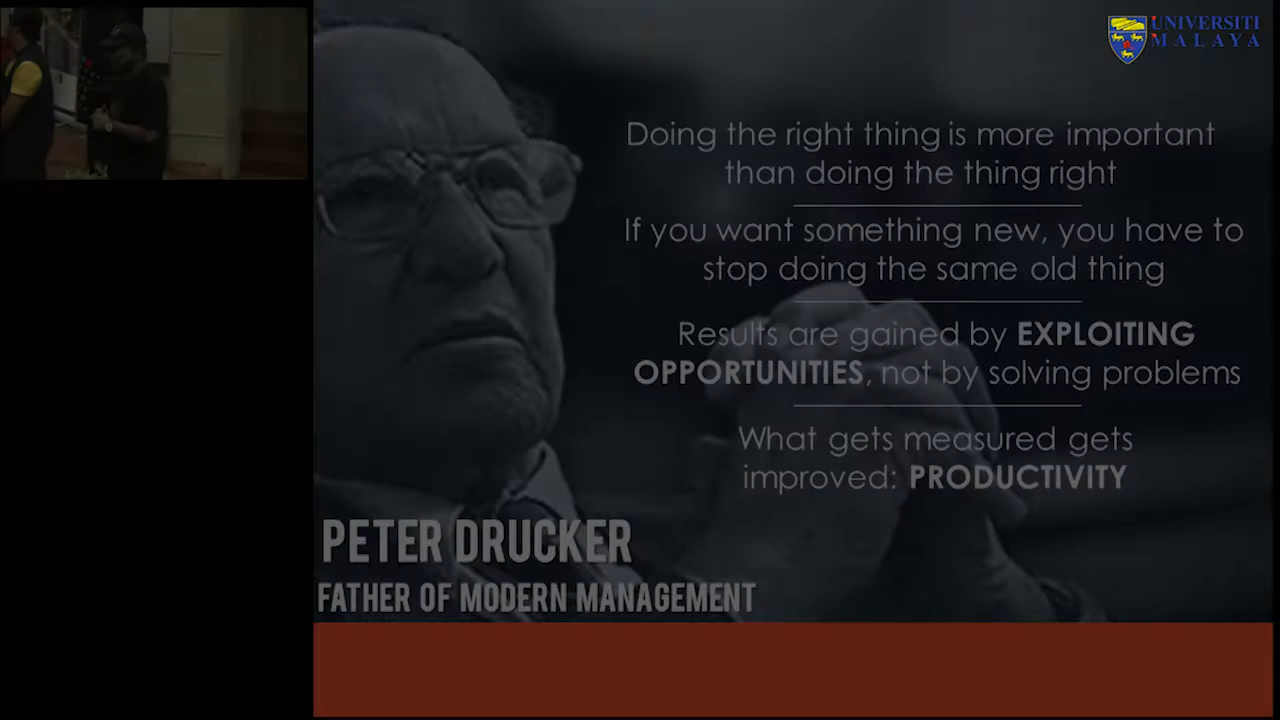 UNIVERSITI
MALAYA
Doing the right thing is more important
than doing the thing right
If you want something new, you have to
stop doing the same old thing
Results are gained by EXPLOITING
OPPORTUNITIES, not by solving problems
What gets measured gets
improved: PRODUCTIVITY
PETER DRUCKER
FATHER OF MODERN MANAGEMENT